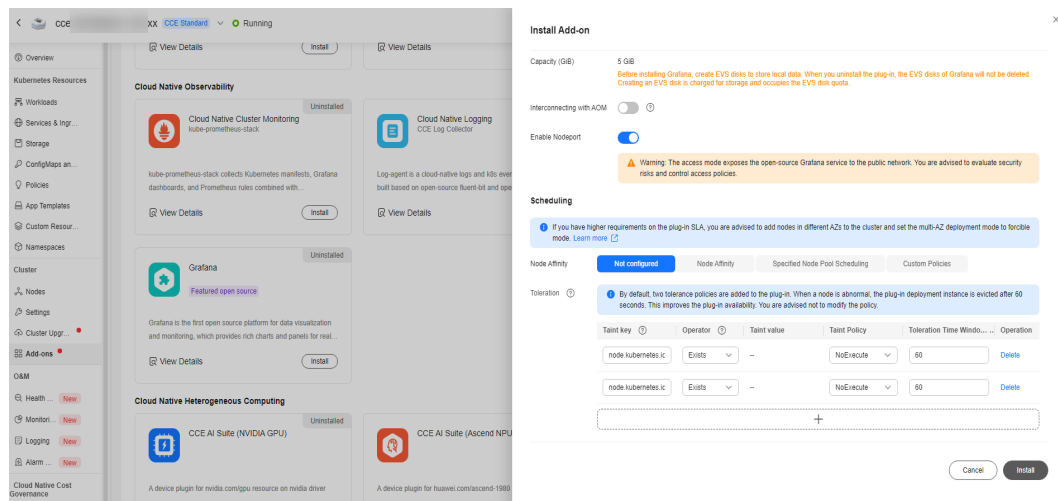 cce
XX
CCE Standard
Running
Overview
Kubernetes Resources
Workloads
Services & Ingr...
Storage
ConfigMaps an...
Policies
App Templates
Custom Resour...
Namespaces
Cluster
Nodes
Settings
Cluster Upgr...
Add-ons
O&M
Health ... New
Monitori... New
Logging New
Alarm ... New
Cloud Native Cost
Governance
View Details Install
View Details
Cloud Native Observability
Uninstalled
Cloud Native Cluster Monitoring
kube-prometheus-stack
kube-prometheus-stack collects Kubernetes manifests, Grafana
dashboards, and Prometheus rules combined with...
View Details Install
Cloud Native Logging
CCE Log Collector
Log-agent is a cloud-native logs and k8s ever
built based on open-source fluent-bit and ope
View Details
Uninstalled
Grafana
Featured open source
Grafana is the first open source platform for data visualization
and monitoring, which provides rich charts and panels for real...
View Details Install
Cloud Native Heterogeneous Computing
Uninstalled
CCE AI Suite (NVIDIA GPU)
A device plugin for nvidia.com/gpu resource on nvidia driver
CCE AI Suite (Ascend NPU
A device plugin for huawei.com/ascend-1980
Install Add-on
Capacity (GiB) 5 GiB
Before installing Grafana, create EVS disks to store local data. When you uninstall the plug-in, the EVS disks of Grafana will not be deleted.
Creating an EVS disk is charged for storage and occupies the EVS disk quota.
Interconnecting with AOM
Enable Nodeport
Warning: The access mode exposes the open-source Grafana service to the public network. You are advised to evaluate security
risks and control access policies.
Scheduling
If you have higher requirements on the plug-in SLA, you are advised to add nodes in different AZs to the cluster and set the multi-AZ deployment mode to forcible
mode. Learn more
Node Affinity Not configured Node Affinity Specified Node Pool Scheduling Custom Policies
Toleration
By default, two tolerance policies are added to the plug-in. When a node is abnormal, the plug-in deployment instance is evicted after 60
seconds. This improves the plug-in availability. You are advised not to modify the policy.
Taint key Operator Taint value Taint Policy Toleration Time Windo... .. Operation
node.kubernetes.ic Exists -- NoExecute 60 Delete
node.kubernetes.ic Exists -- NoExecute 60 Delete
Cancel Install